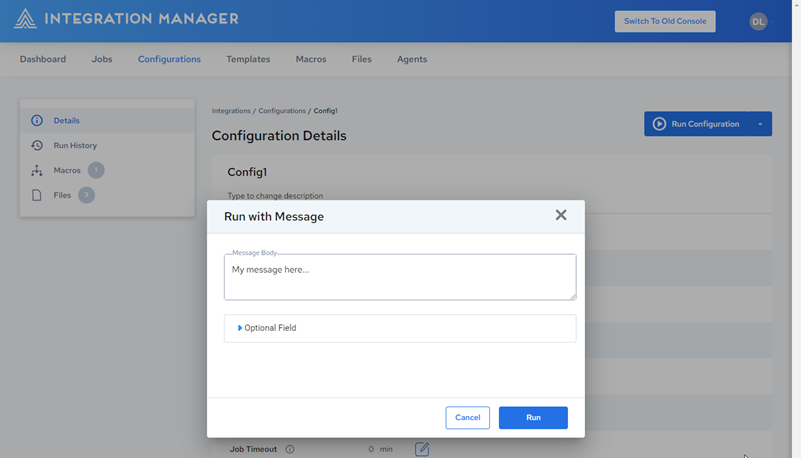 INTEGRATION MANAGER
Switch To Old Console
DL
Dashboard Jobs Configurations Templates Macros Files Agents
Details
Run History
Macros 1
Files 3
Integrations / Configurations / Config1
Configuration Details
Run Configuration
Config1
Type to change description
Run with Message
Message Body
My message here...
Optional Field
Cancel Run
Job Timeout 0 min